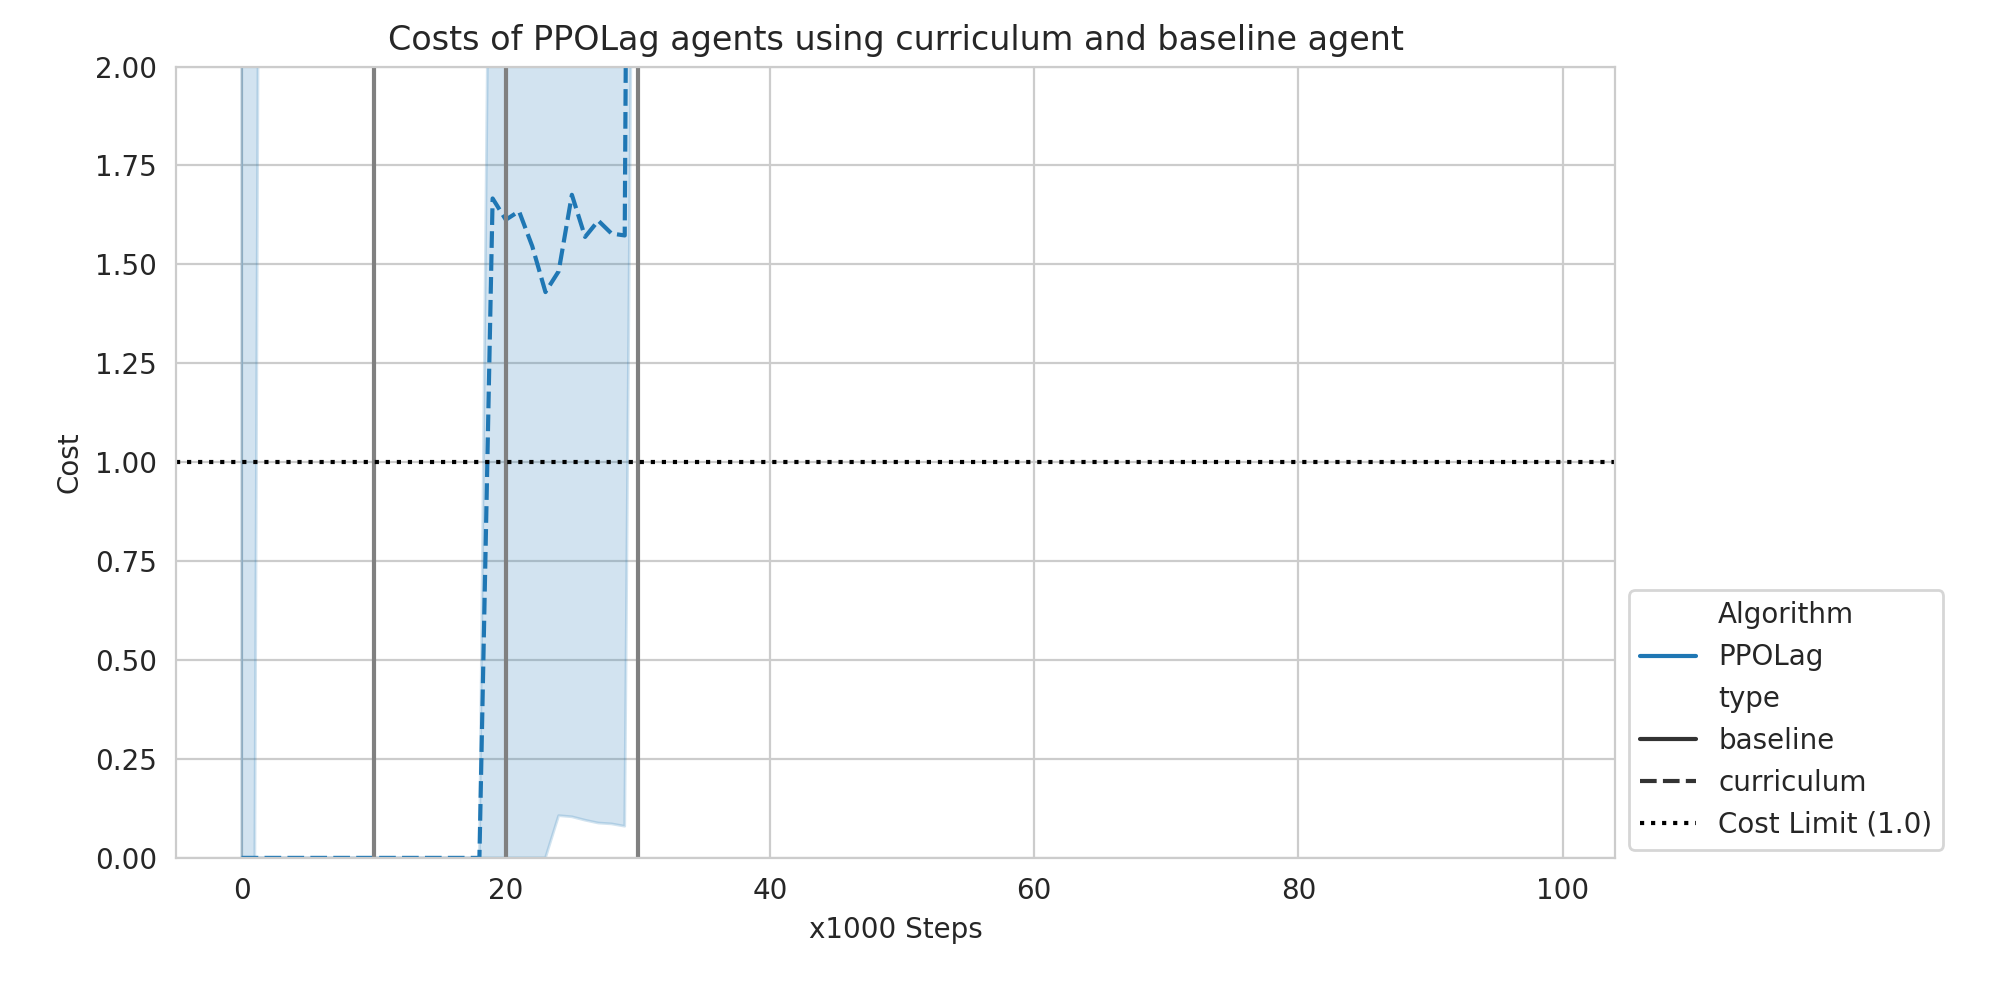 Costs of PPOLag agents using curriculum and baseline agent
2.00
1.75
1.50
1.25
1.00
0.75
0.50
0.25
0.00
Cost
0 20 40 60 80 100
x1000 Steps
Algorithm
PPOLag
type
baseline
curriculum
Cost Limit (1.0)